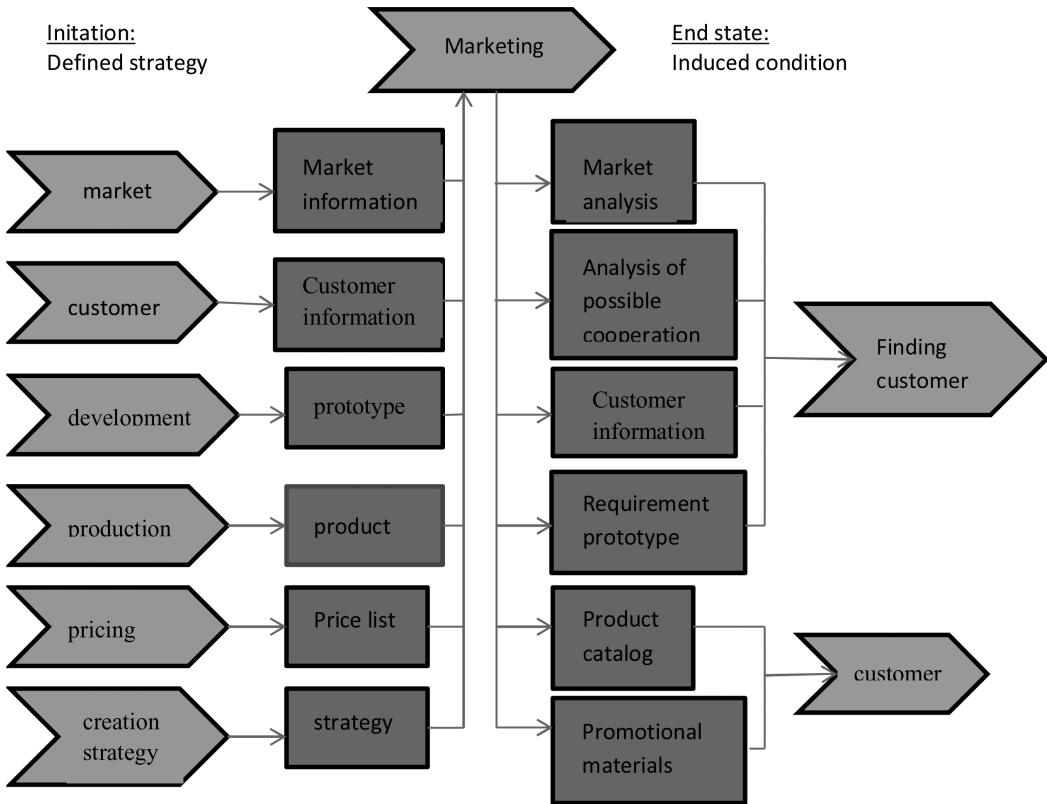 Initation:
Defined strategy
Marketing
End state:
Induced condition
market
Market
information
Market
analysis
customer
Customer
information
Analysis of
possible
cooperation
Finding
customer
development
prototype
Customer
information
production
product
Requirement
prototype
pricing
Price list
Product
catalog
customer
creation
strategy
strategy
Promotional
materials